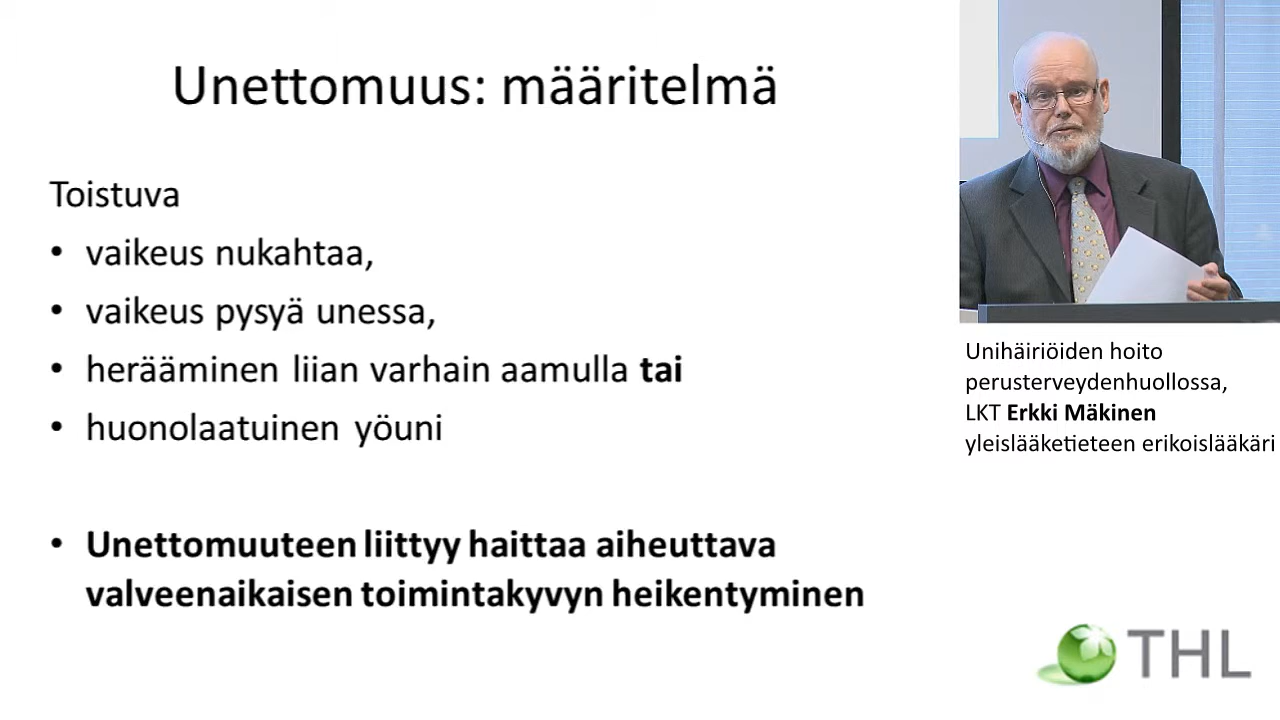 Unettomuus: määritelmä
Toistuva
• vaikeus nukahtaa,
• vaikeus pysyä unessa,
• herääminen liian varhain aamulla tai
• huonolaatuinen yöuni
• Unettomuuteen liittyy haittaa aiheuttava
valveenaikaisen toimintakyvyn heikentyminen
Unihäiriöiden hoito
perusterveydenhuollossa,
LKT Erkki Mäkinen
yleislääketieteen erikoislääkäri
THL